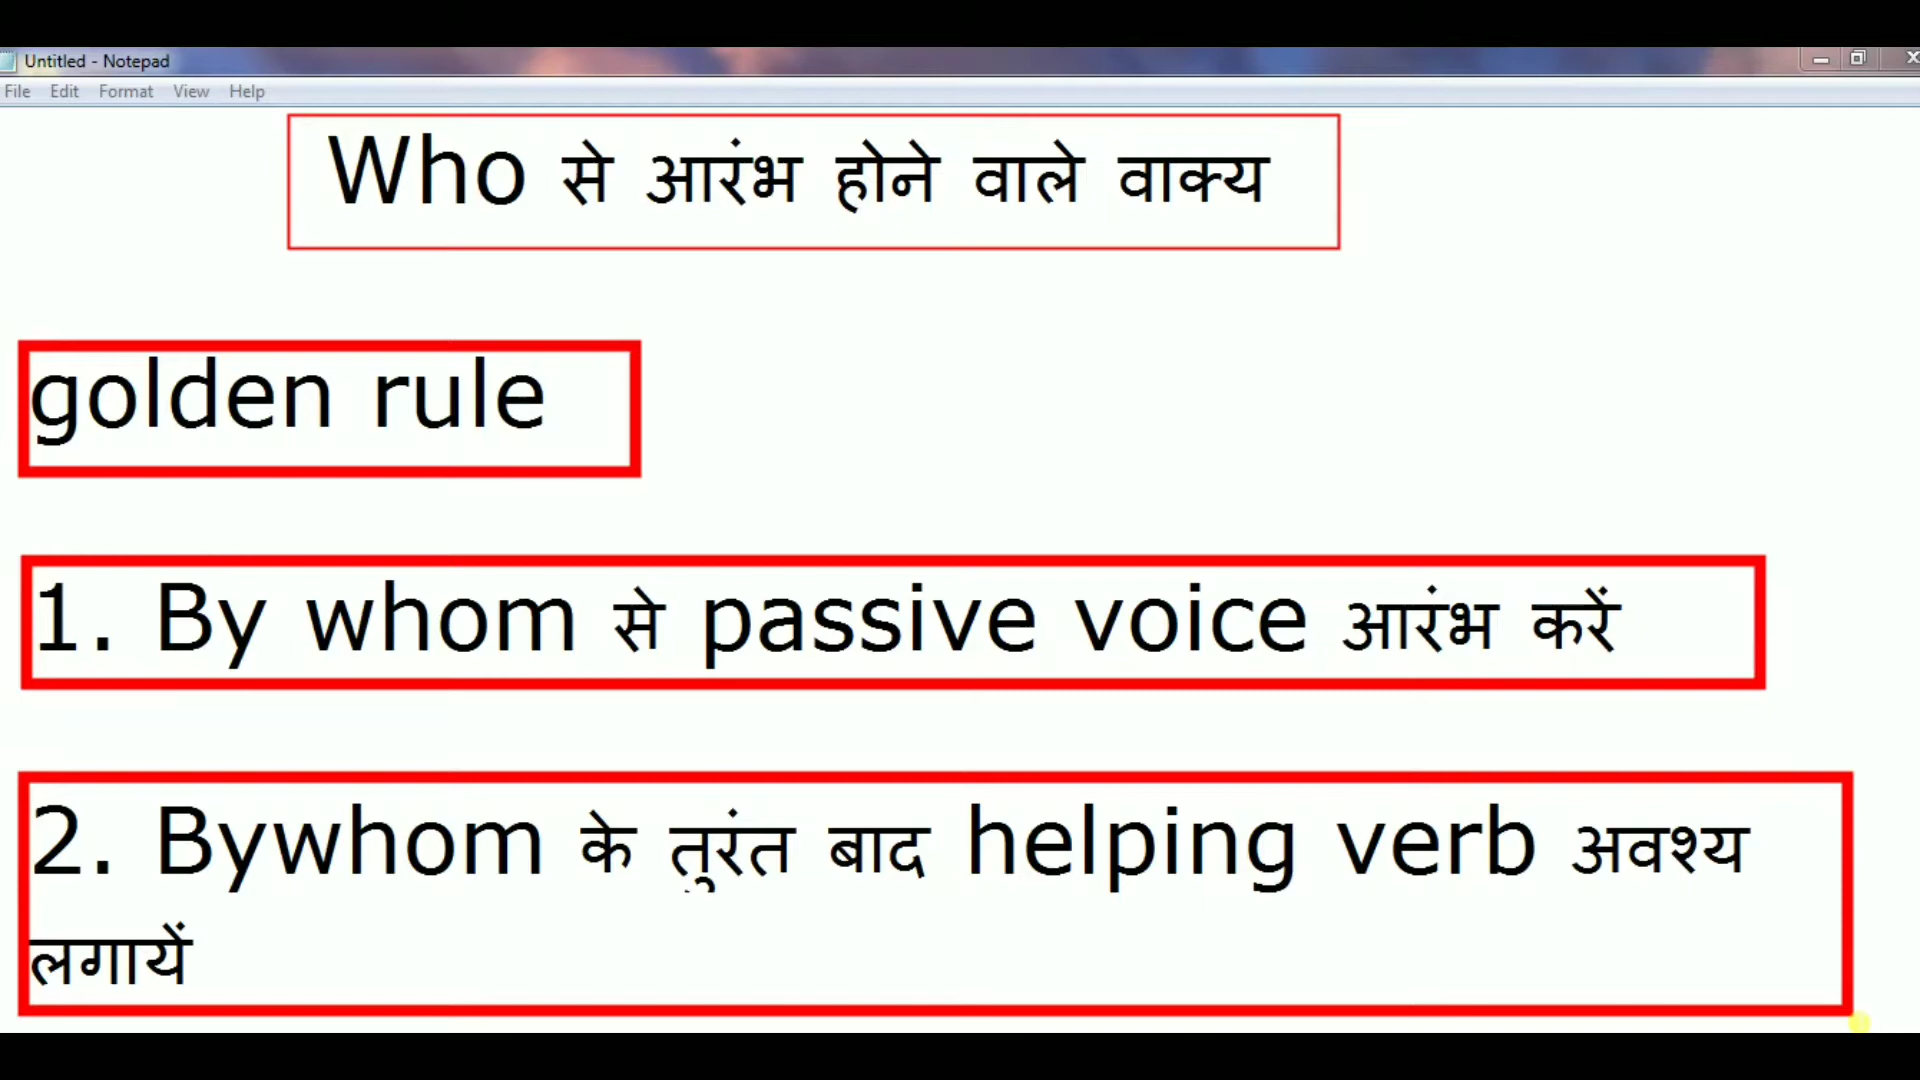 Untitled - Notepad
File Edit Format View Help
Who से आरंभ होने वाले वाक्य
golden rule
1. By whom से passive voice आरंभ करें
2. Bywhom के तुरंत बाद helping verb अवश्य
लगायें